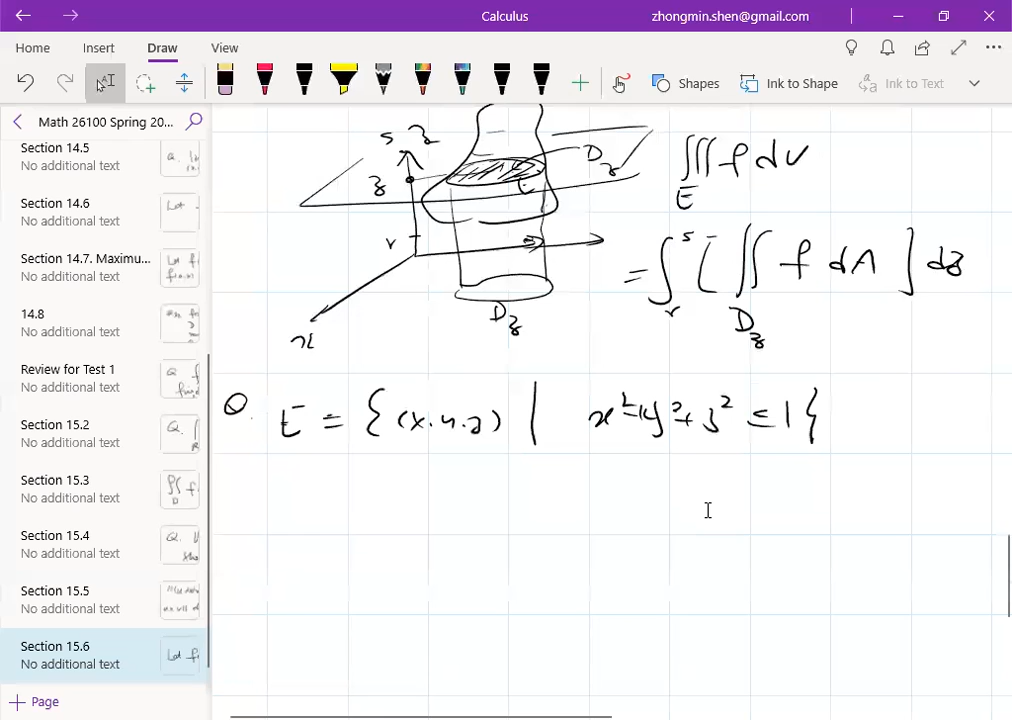 Calculus
zhongmin.shen@gmail.com
Home Insert Draw View
Shapes Ink to Shape Ink to Text
Math 26100 Spring 20...
Section 14.5
No additional text
Section 14.6
No additional text
Section 14.7. Maximu...
No additional text
14.8
No additional text
Review for Test 1
No additional text
Section 15.2
No additional text
Section 15.3
No additional text
Section 15.4
No additional text
Section 15.5
No additional text
Section 15.6
No additional text
Page
s z
z
r
x
D_z
E
D_z
∭_E f dV
= ∫_r^s [ ∬_{D_z} f dA ] dz
Q. E = {(x.y.z) | x²+y²+z² ≤ 1}